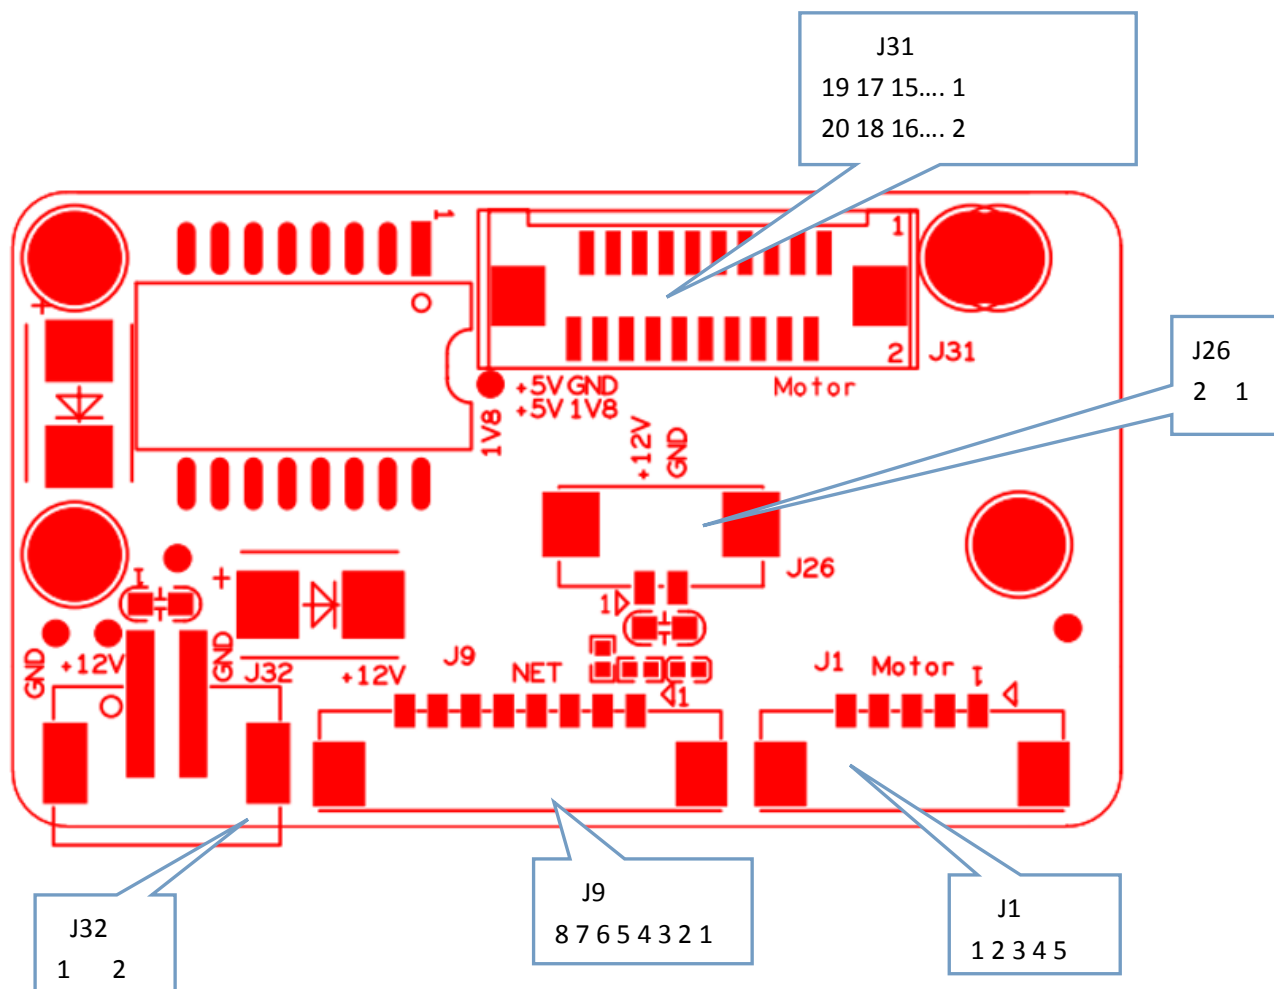 J31
19 17 15.... 1
20 18 16.... 2
1
1
+
2
J31
J26
2 1
+5V GND
Motor
+5V 1V8
1V8
+12V
GND
J26
1
+
1
GND
+12V
GND
J32
+12V
J9
NET
1
J1
Motor
1
J9
8 7 6 5 4 3 2 1
J1
1 2 3 4 5
J32
1 2